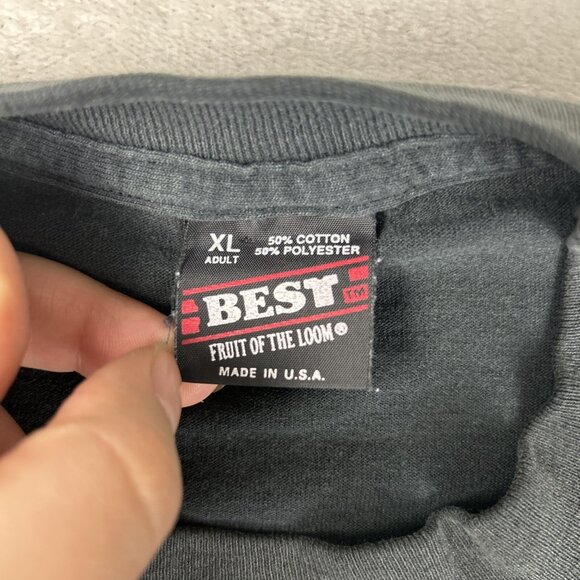 XL
ADULT
50% COTTON
50% POLYESTER
BEST TM
FRUIT OF THE LOOM®
MADE IN U.S.A.